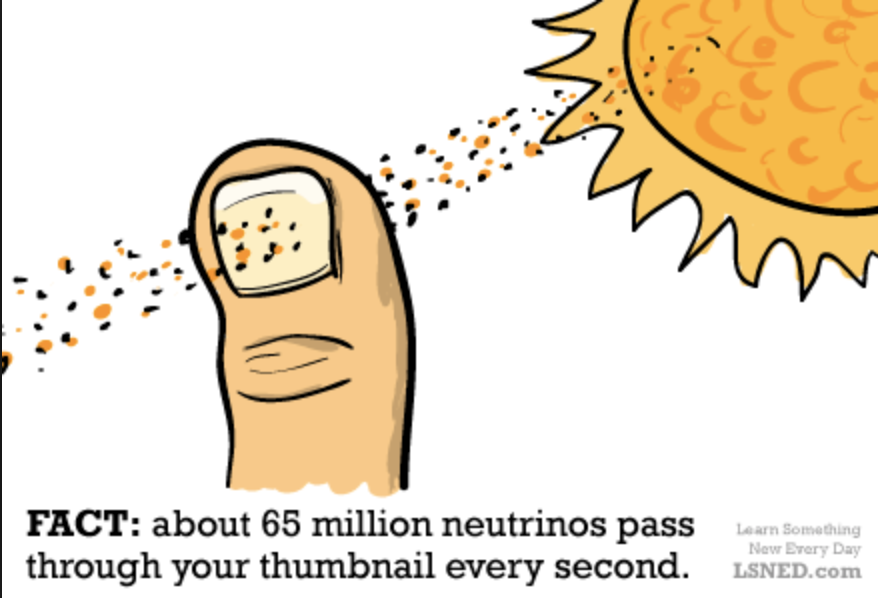 FACT: about 65 million neutrinos pass
through your thumbnail every second.
Learn Something
New Every Day
LSNED.com